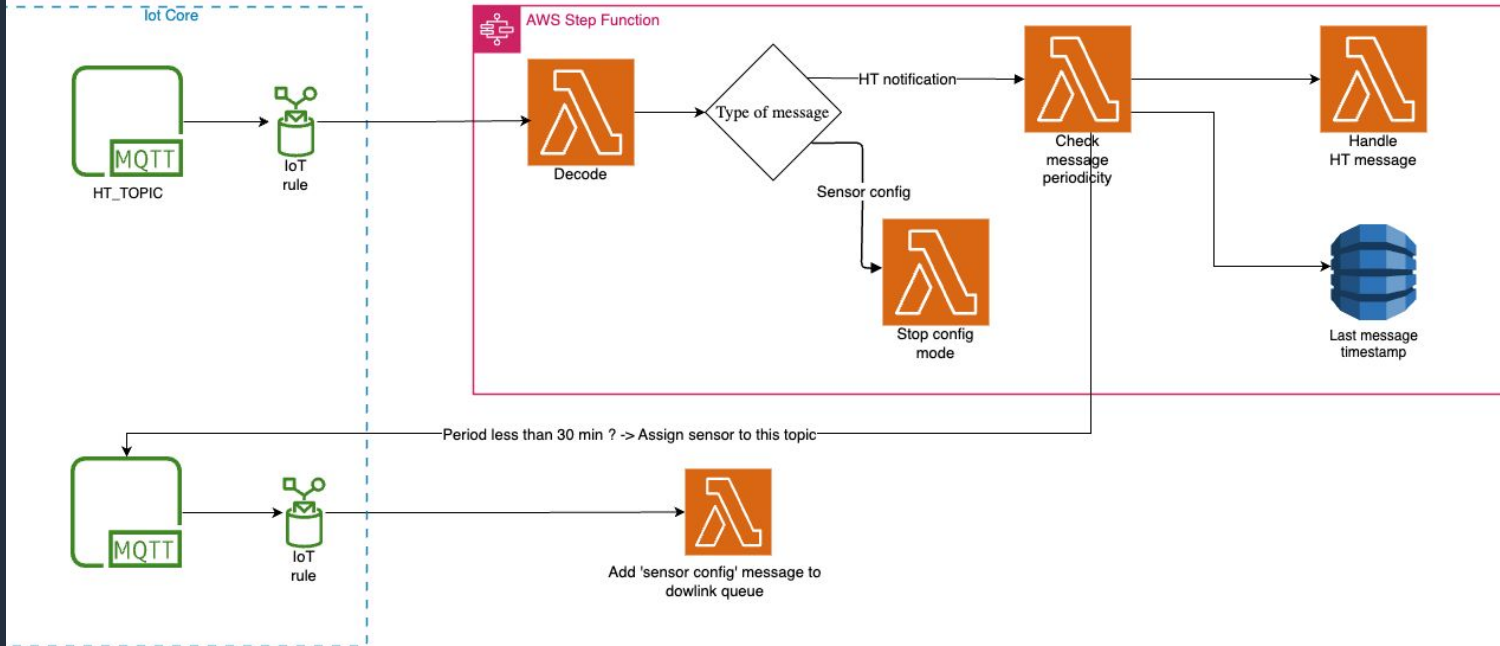 Iot Core
AWS Step Function
MQTT
HT_TOPIC
IoT
rule
Decode
Type of message
HT notification
Sensor config
Check
message
periodicity
Handle
HT message
Stop config
mode
Last message
timestamp
Period less than 30 min ? -> Assign sensor to this topic
MQTT
IoT
rule
Add 'sensor config' message to
dowlink queue